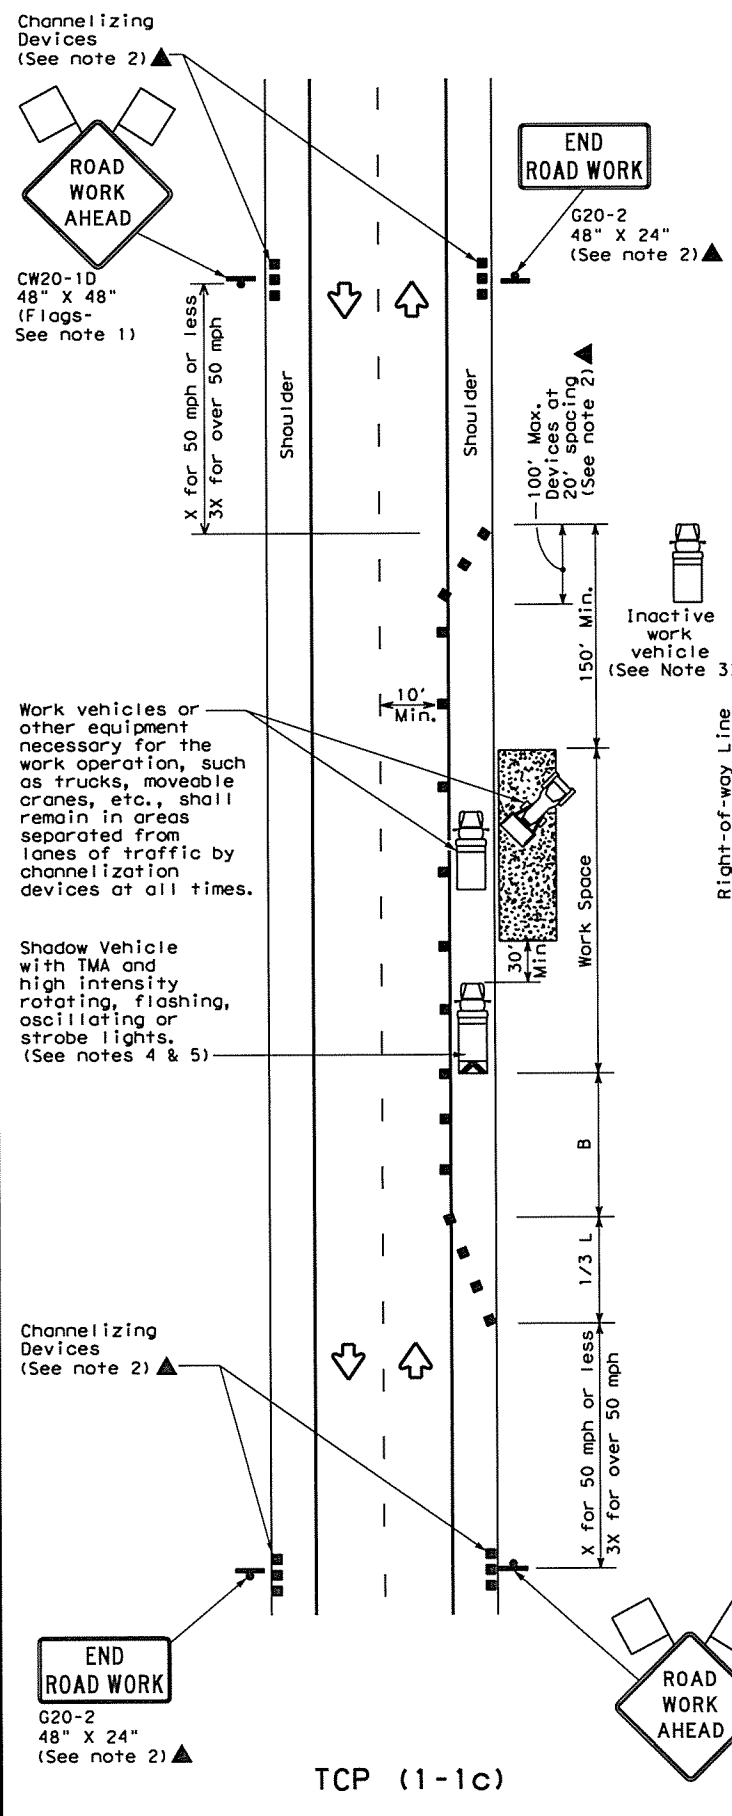 Channelizing
Devices
(See note 2)
ROAD
WORK
AHEAD
CW20-1D
48" X 48"
(Flags-
See note 1)
END
ROAD WORK
G20-2
48" X 24"
(See note 2)
X for 50 mph or less
3X for over 50 mph
Shoulder
Shoulder
100' Max.
Devices at
20' spacing
(See note 2)
150' Min.
Inactive
work
vehicle
(See Note 3)
Right-of-way Line
10'
Min.
Work vehicles or
other equipment
necessary for the
work operation, such
as trucks, moveable
cranes, etc., shall
remain in areas
separated from
lanes of traffic by
channelization
devices at all times.
Work Space
30'
Min
Shadow Vehicle
with TMA and
high intensity
rotating, flashing,
oscillating or
strobe lights.
(See notes 4 & 5)
B
1/3 L
X for 50 mph or less
3X for over 50 mph
Channelizing
Devices
(See note 2)
END
ROAD WORK
G20-2
48" X 24"
(See note 2)
ROAD
WORK
AHEAD
TCP (1-1c)